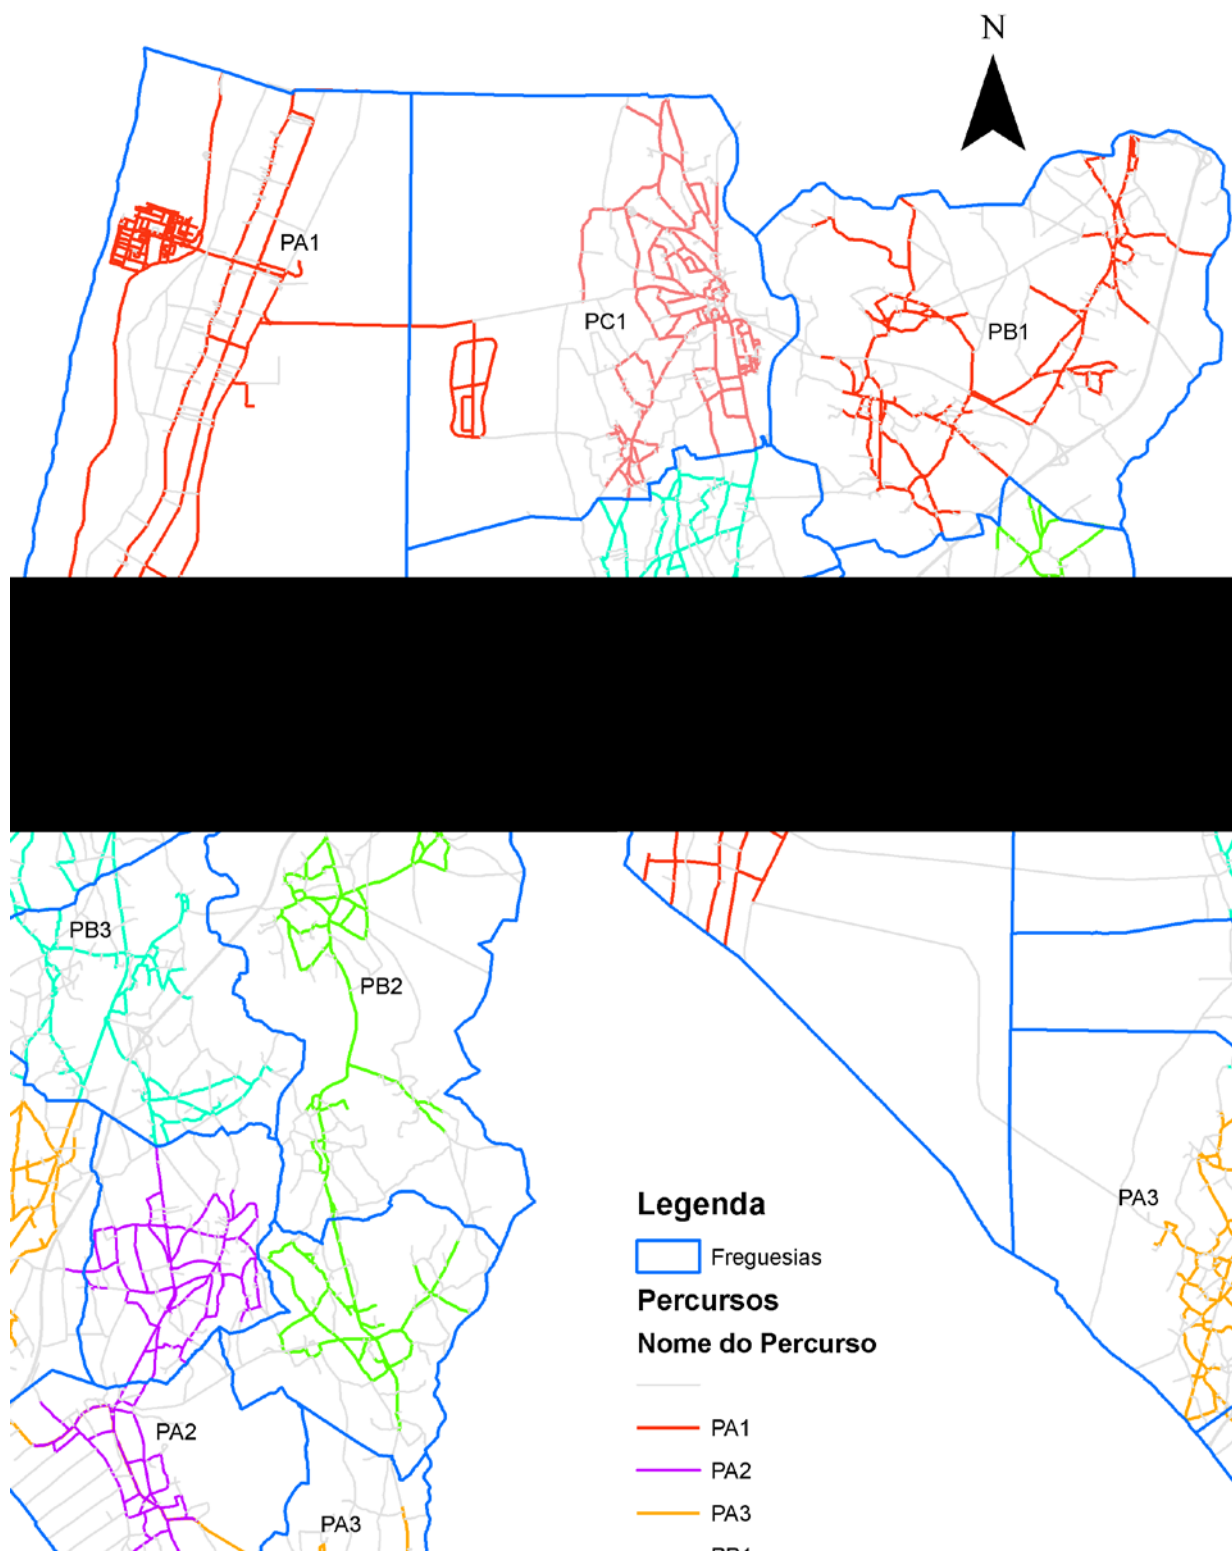 N
PA1
PC1
PB1
PB3
PB2
PA3
Legenda
Freguesias
Percursos
Nome do Percurso
PA1
PA2
PA2
PA3
PA3